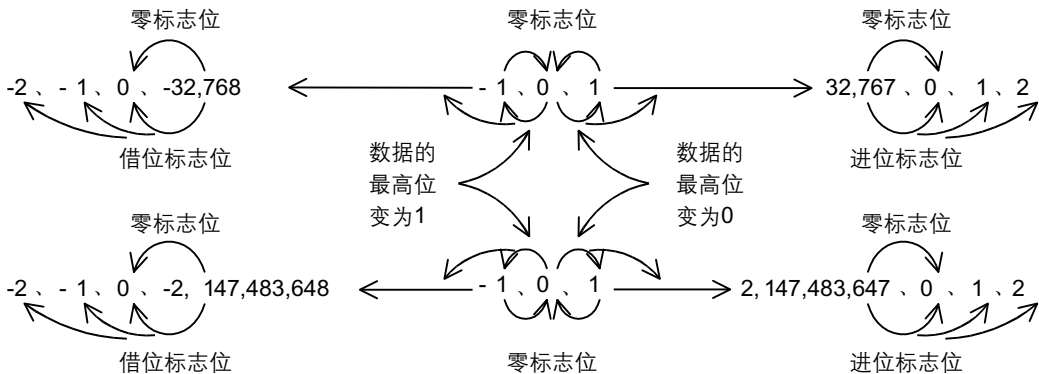 零标志位 零标志位 零标志位
-2、- 1、0、-32,768 - 1、0、1 32,767、0、1、2
借位标志位 进位标志位
数据的 数据的
最高位 最高位
变为1 变为0
零标志位 零标志位
-2、- 1、0、-2, 147,483,648 - 1、0、1 2, 147,483,647、0、1、2
借位标志位 零标志位 进位标志位